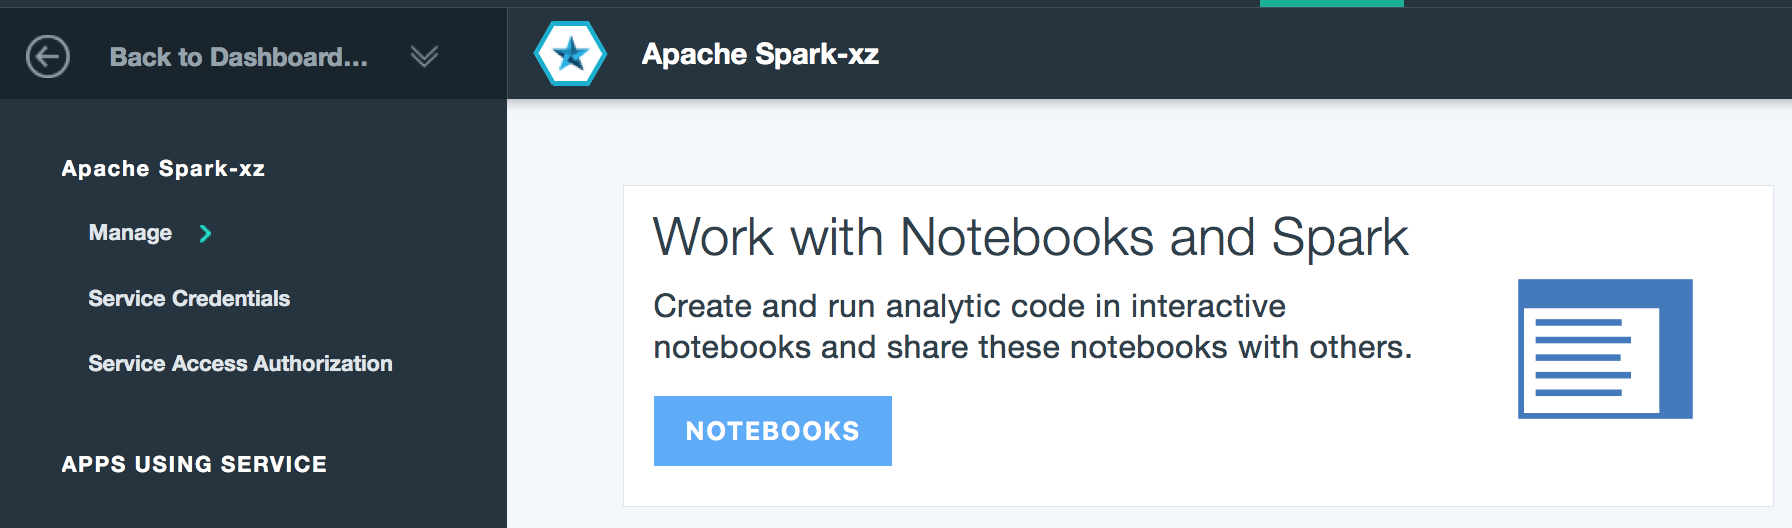 Back to Dashboard...
Apache Spark-xz
Apache Spark-xz
Manage
Service Credentials
Service Access Authorization
APPS USING SERVICE
Work with Notebooks and Spark
Create and run analytic code in interactive
notebooks and share these notebooks with others.
NOTEBOOKS